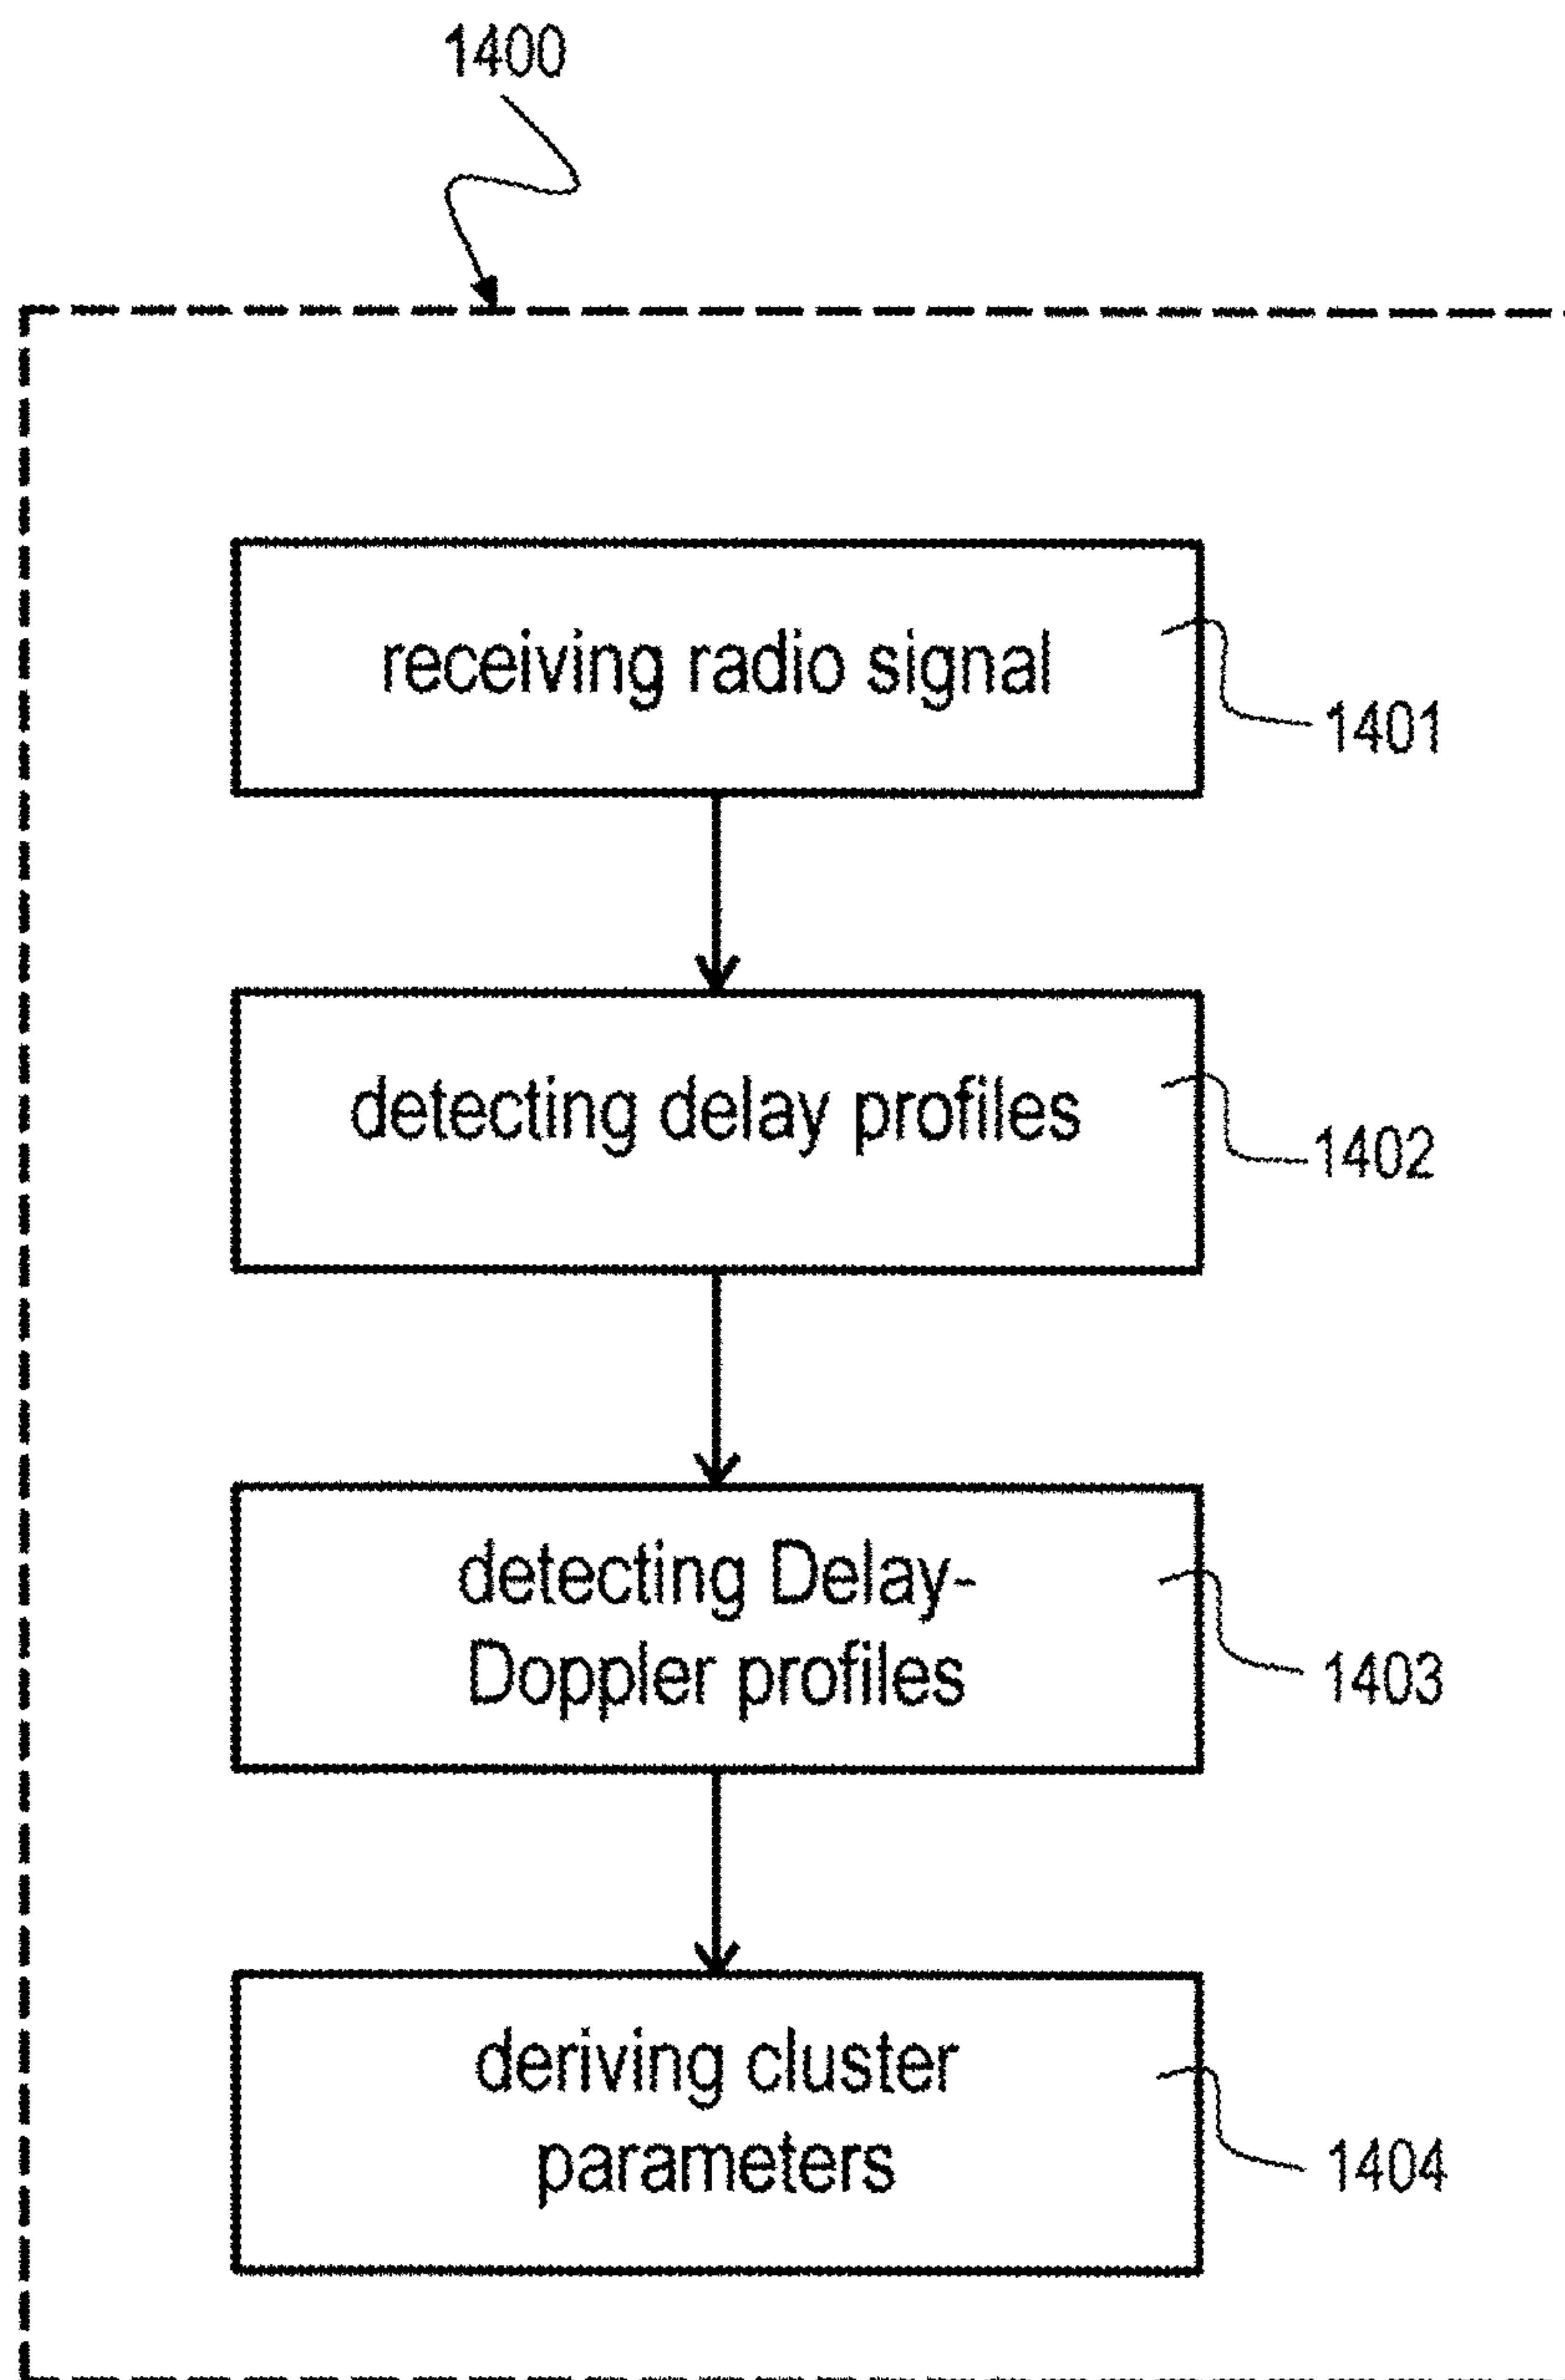 1400
receiving radio signal
1401
detecting delay profiles
1402
detecting Delay-
Doppler profiles
1403
deriving cluster
parameters
1404